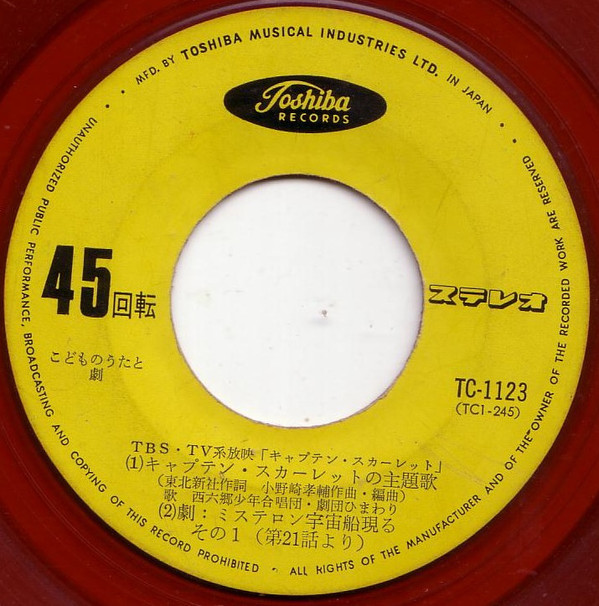 MFD. BY TOSHIBA MUSICAL INDUSTRIES LTD. IN JAPAN
Toshiba
RECORDS
45回転
ステレオ
こどものうたと
劇
TC-1123
(TC1-245)
TBS・TV系放映「キャプテン・スカーレット」
(1)キャプテン・スカーレットの主題歌
(東北新社作詞 小野崎孝輔作曲・編曲)
歌 西六郷少年合唱団・劇団ひまわり
(2)劇：ミステロン宇宙船現る
その1（第21話より）
ALL RIGHTS OF THE MANUFACTURER AND OF THE OWNER OF THE RECORDED WORK ARE RESERVED
UNAUTHORIZED PUBLIC PERFORMANCE, BROADCASTING AND COPYING OF THIS RECORD PROHIBITED